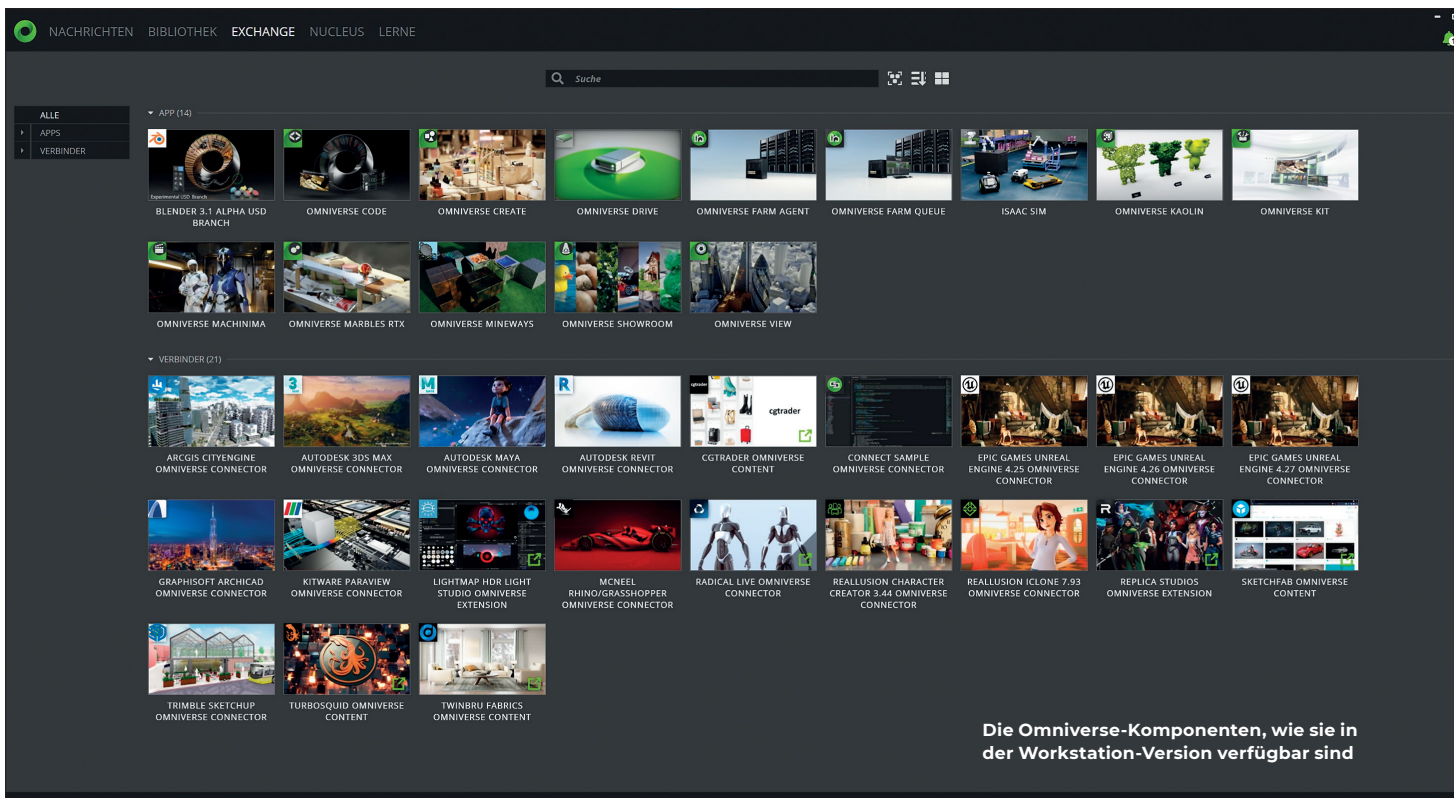 NACHRICHTEN BIBLIOTHEK EXCHANGE NUCLEUS LERNE
Suche
ALLE
APPS
VERBINDER
APP (14)
Experimental USD Branch
BLENDER 3.1 ALPHA USD
BRANCH
OMNIVERSE CODE
OMNIVERSE CREATE
OMNIVERSE DRIVE
OMNIVERSE FARM AGENT
OMNIVERSE FARM QUEUE
ISAAC SIM
OMNIVERSE KAOLIN
OMNIVERSE KIT
OMNIVERSE MACHINIMA
OMNIVERSE MARBLES RTX
OMNIVERSE MINEWAYS
OMNIVERSE SHOWROOM
OMNIVERSE VIEW
VERBINDER (21)
ARCGIS CITYENGINE
OMNIVERSE CONNECTOR
3
AUTODESK 3DS MAX
OMNIVERSE CONNECTOR
M
AUTODESK MAYA
OMNIVERSE CONNECTOR
R
AUTODESK REVIT
OMNIVERSE CONNECTOR
cgtrader
cgtrader
CGTRADER OMNIVERSE
CONTENT
CONNECT SAMPLE
OMNIVERSE CONNECTOR
EPIC GAMES UNREAL
ENGINE 4.25 OMNIVERSE
CONNECTOR
EPIC GAMES UNREAL
ENGINE 4.26 OMNIVERSE
CONNECTOR
EPIC GAMES UNREAL
ENGINE 4.27 OMNIVERSE
CONNECTOR
GRAPHISOFT ARCHICAD
OMNIVERSE CONNECTOR
KITWARE PARAVIEW
OMNIVERSE CONNECTOR
LIGHTMAP HDR LIGHT
STUDIO OMNIVERSE
EXTENSION
MCNEEL
RHINO/GRASSHOPPER
OMNIVERSE CONNECTOR
RADICAL LIVE OMNIVERSE
CONNECTOR
REALLUSION CHARACTER
CREATOR 3.44 OMNIVERSE
CONNECTOR
REALLUSION ICLONE 7.93
OMNIVERSE CONNECTOR
R
REPLICA STUDIOS
OMNIVERSE EXTENSION
SKETCHFAB OMNIVERSE
CONTENT
TRIMBLE SKETCHUP
OMNIVERSE CONNECTOR
TURBOSQUID OMNIVERSE
CONTENT
TWINBRU FABRICS
OMNIVERSE CONTENT
Die Omniverse-Komponenten, wie sie in
der Workstation-Version verfügbar sind